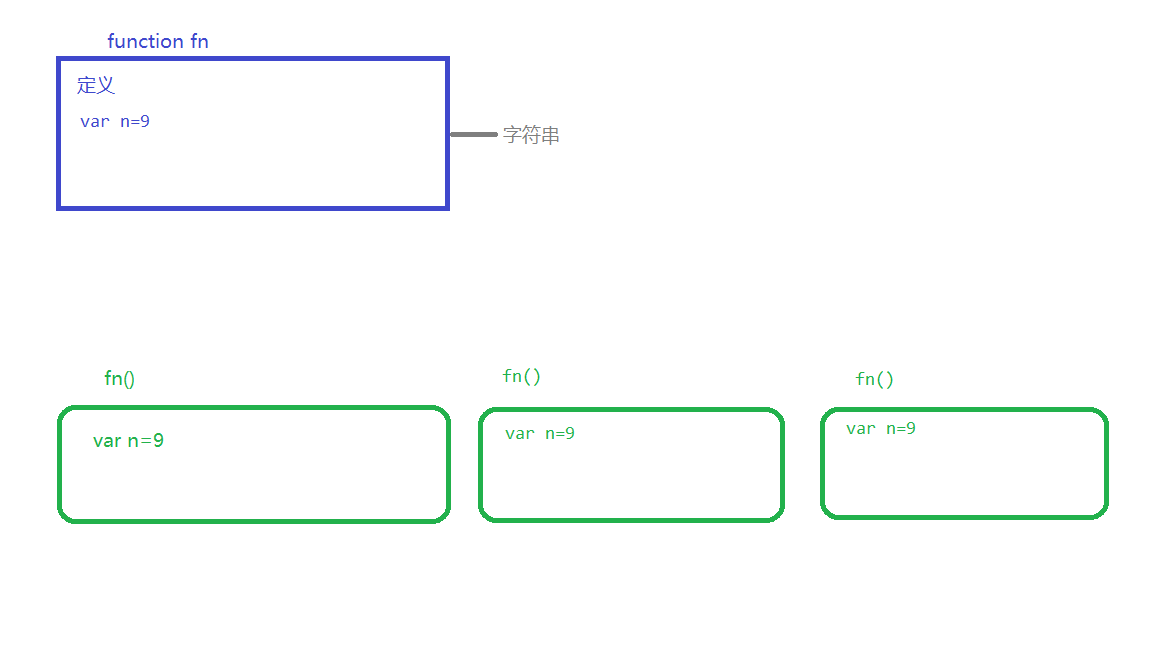 function fn
定义
var n=9
字符串
fn()
fn()
fn()
var n=9
var n=9
var n=9